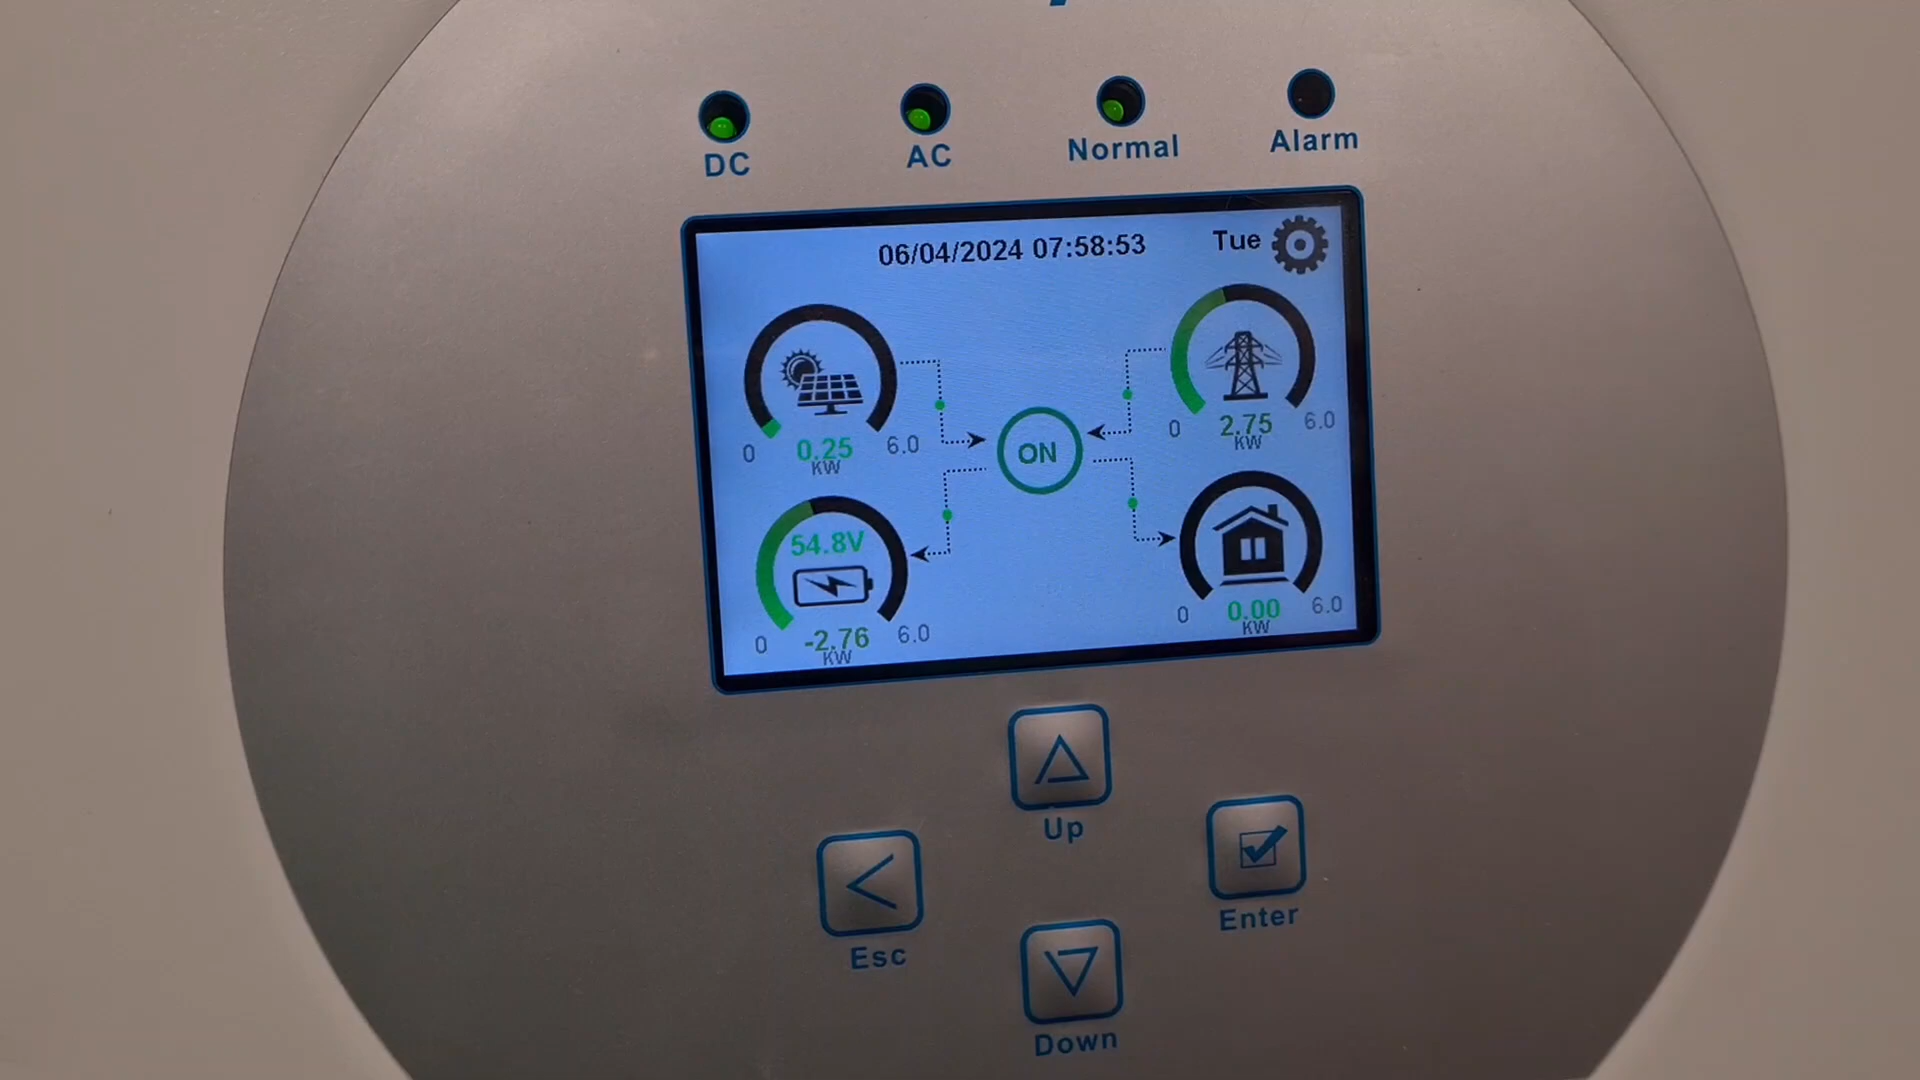 DC
AC
Normal
Alarm
06/04/2024 07:58:53
Tue
0
0.25
KW
6.0
0
2.75
KW
6.0
ON
54.8V
0
-2.76
KW
6.0
0
0.00
KW
6.0
Up
Esc
Enter
Down